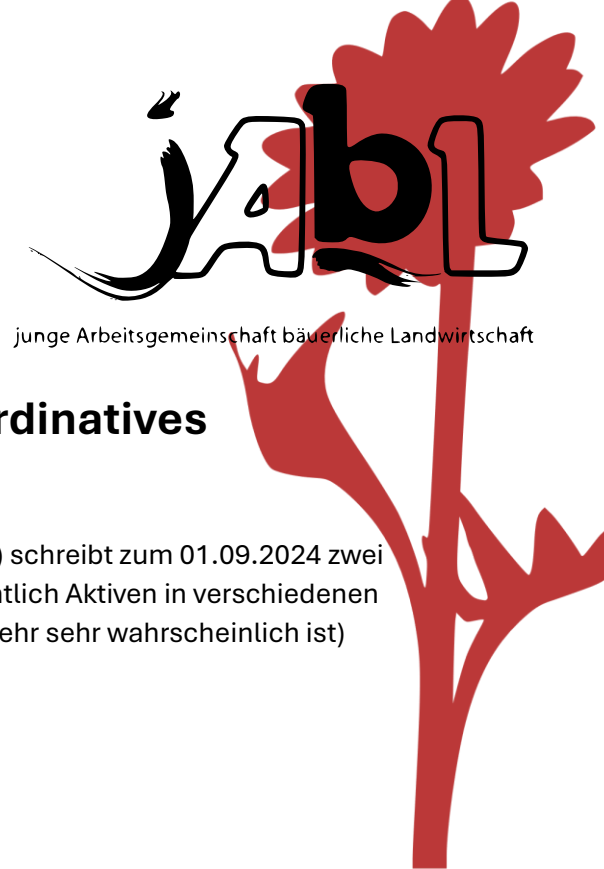 jAbL
junge Arbeitsgemeinschaft bäuerliche Landwirtschaft
rdinatives
) schreibt zum 01.09.2024 zwei
tlich Aktiven in verschiedenen
ehr sehr wahrscheinlich ist)